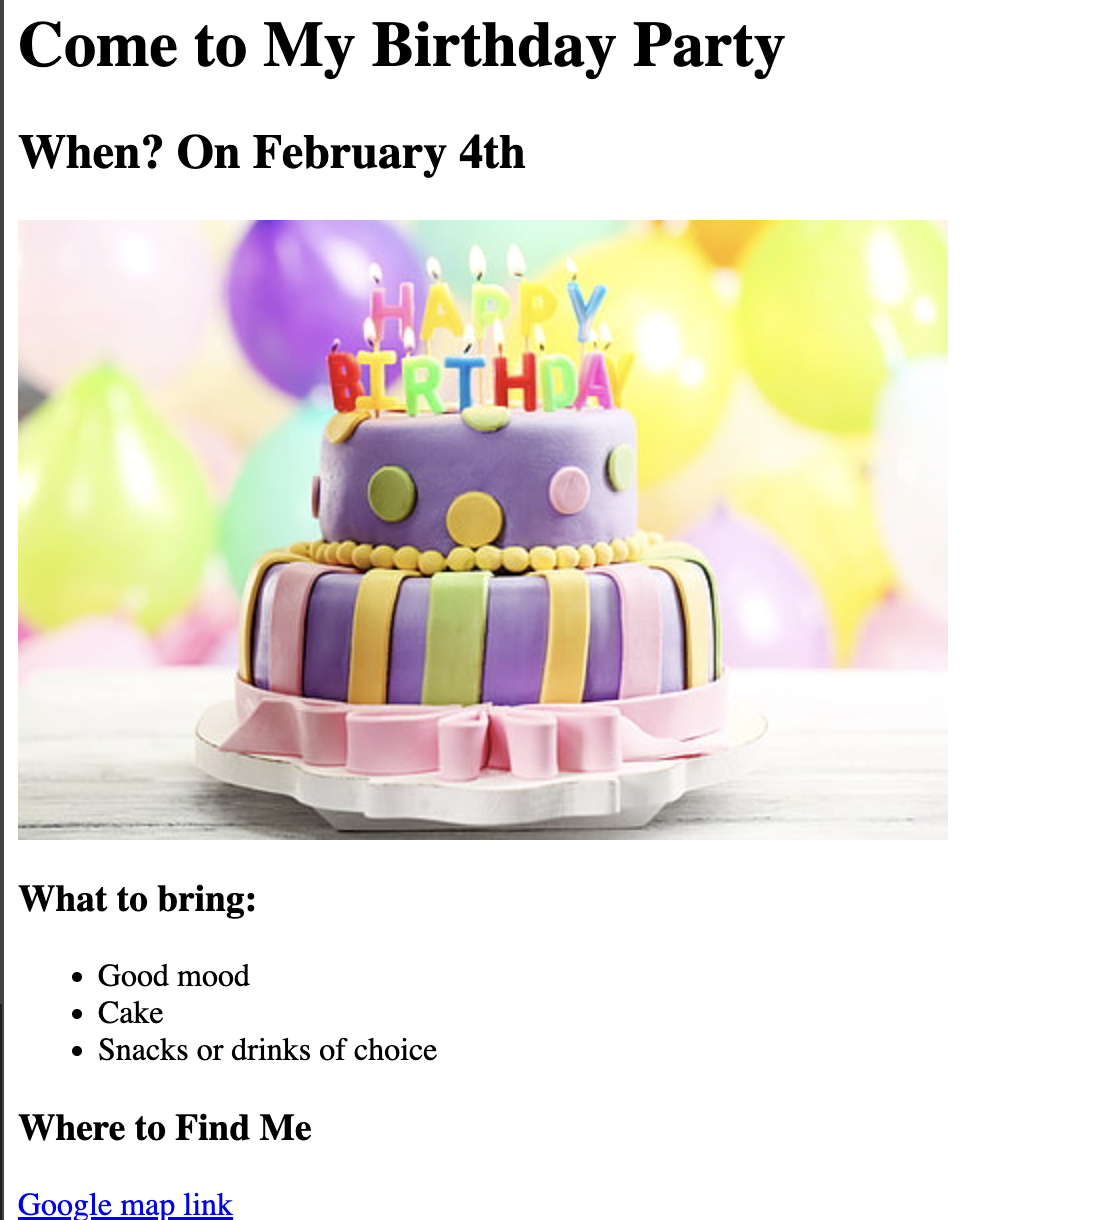 Come to My Birthday Party
When? On February 4th
HAPPY
BIRTHDAY
What to bring:
Good mood
Cake
Snacks or drinks of choice
Where to Find Me
Google map link